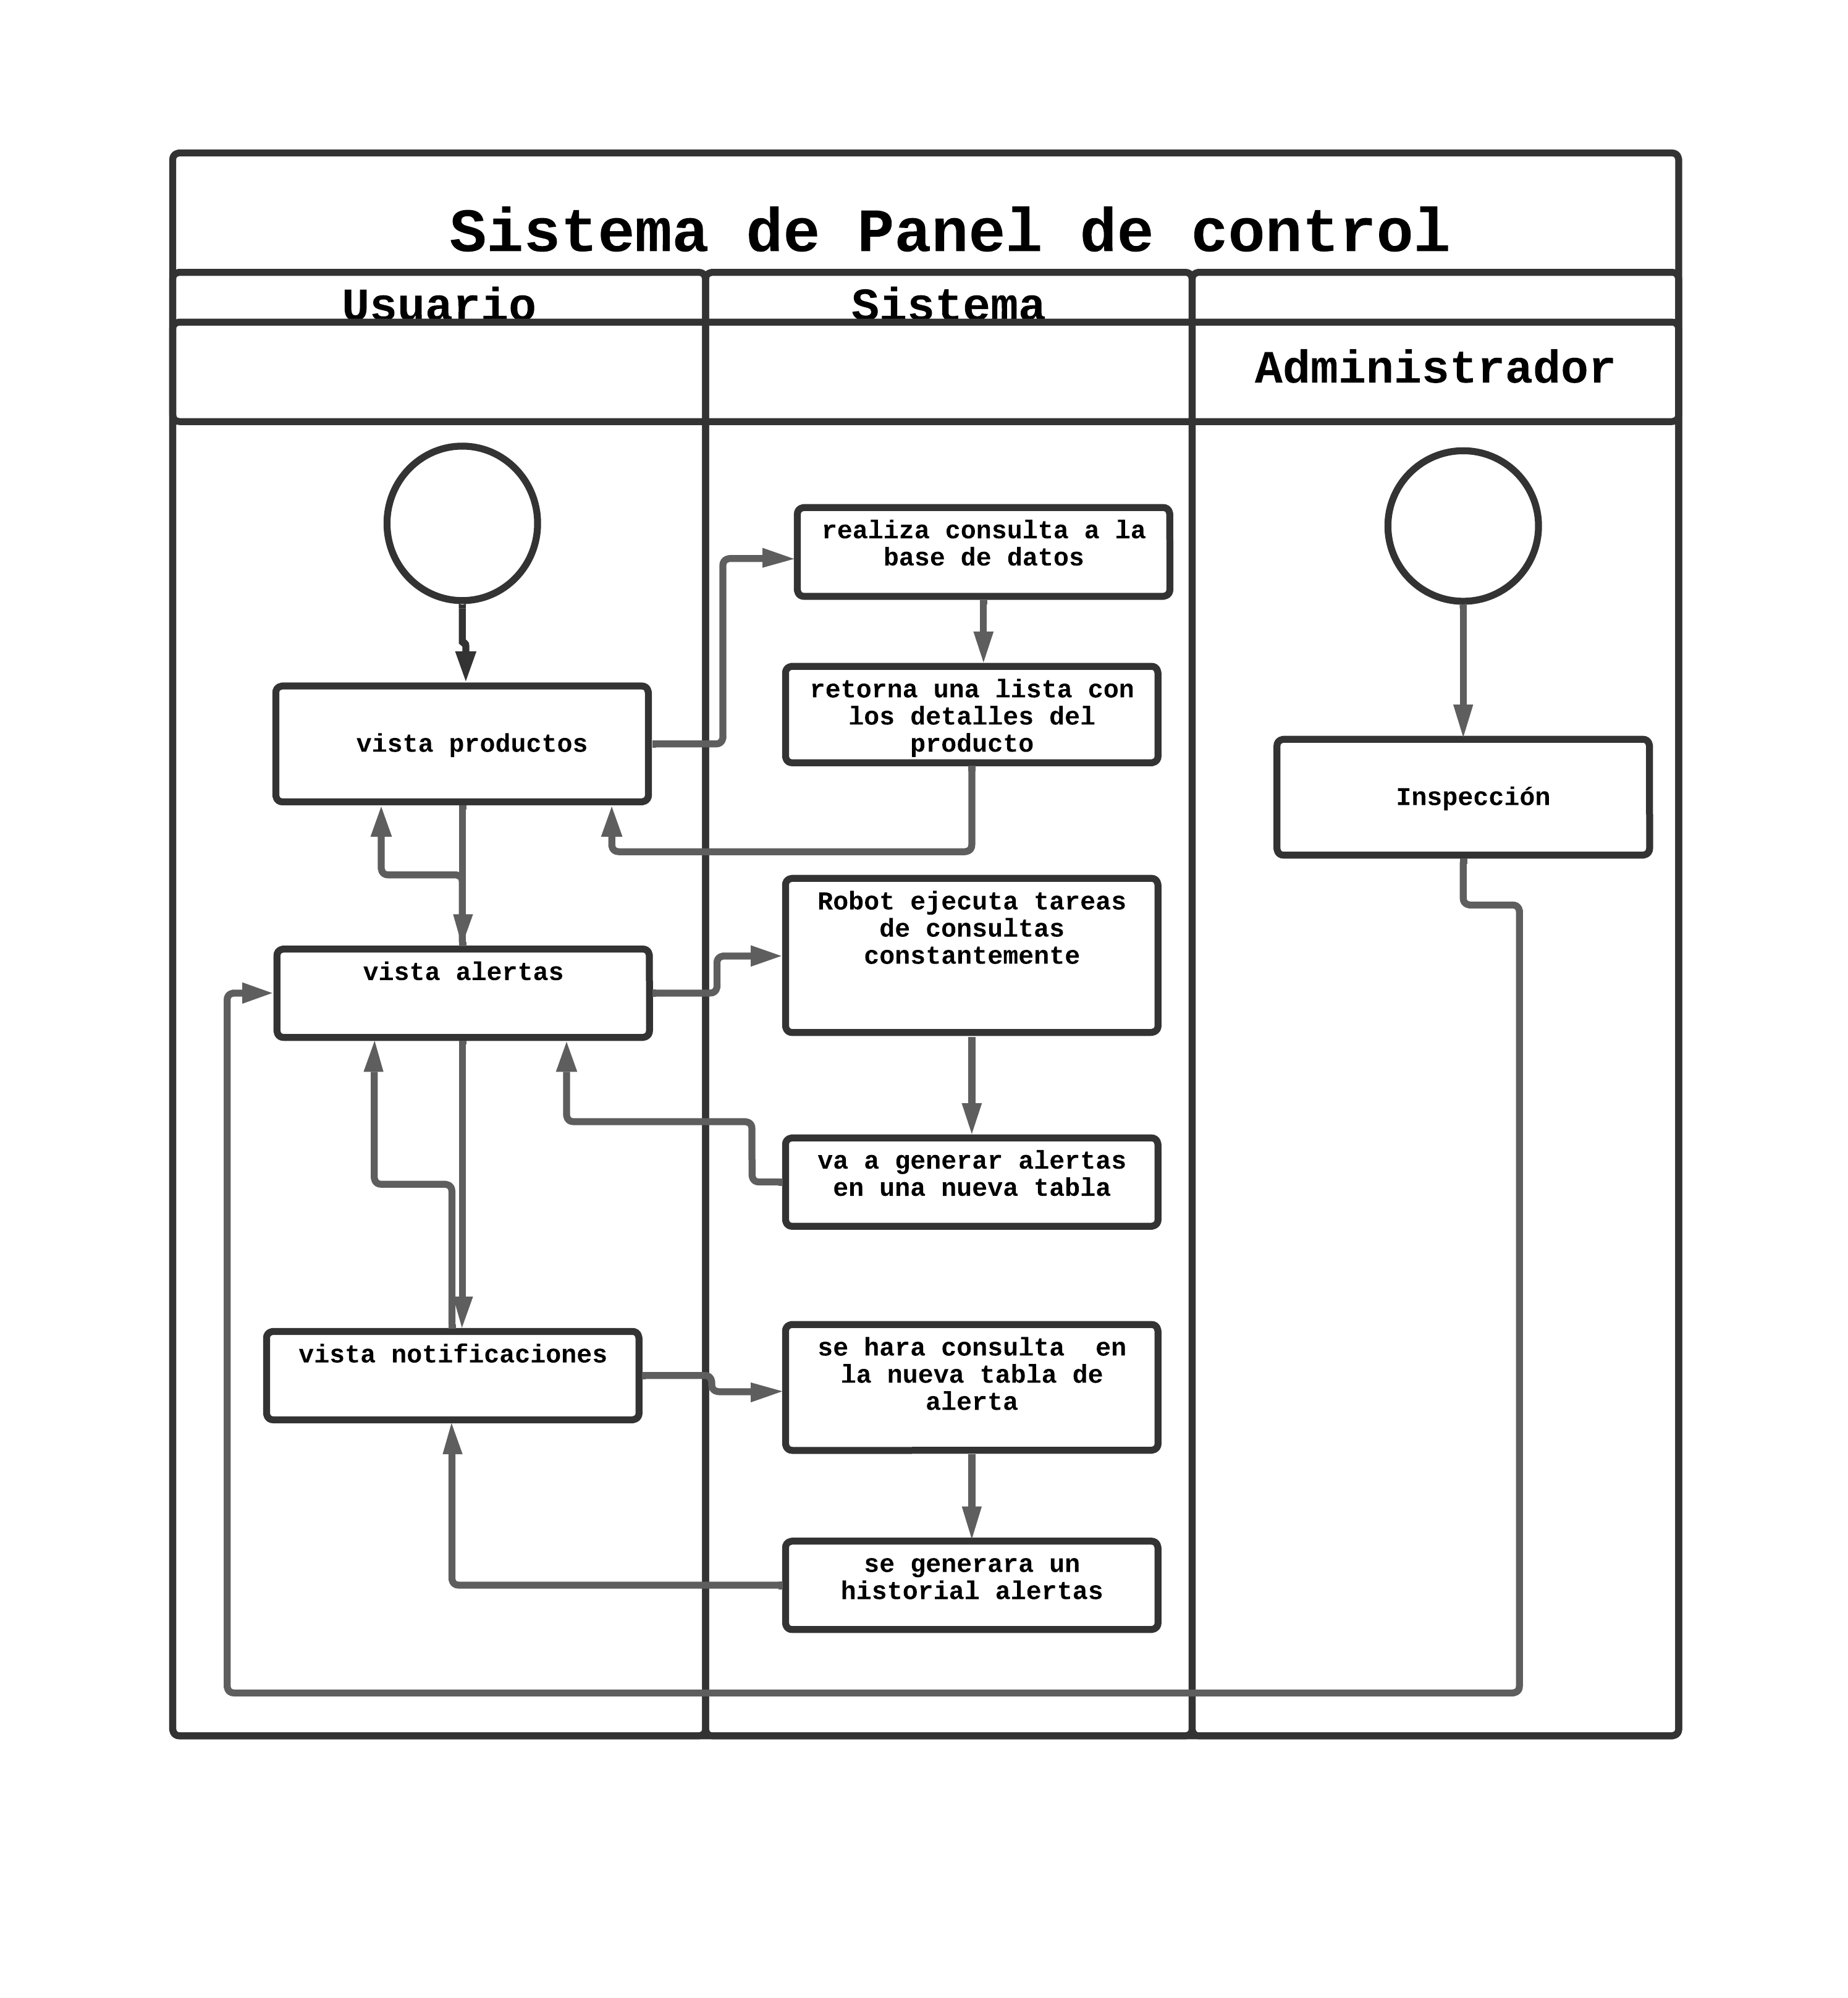 Sistema de Panel de control
Usuario
Sistema
Administrador
realiza consulta a la
base de datos
retorna una lista con
los detalles del
producto
vista productos
Inspección
Robot ejecuta tareas
de consultas
constantemente
vista alertas
va a generar alertas
en una nueva tabla
se hara consulta  en
la nueva tabla de
alerta
vista notificaciones
se generara un
historial alertas